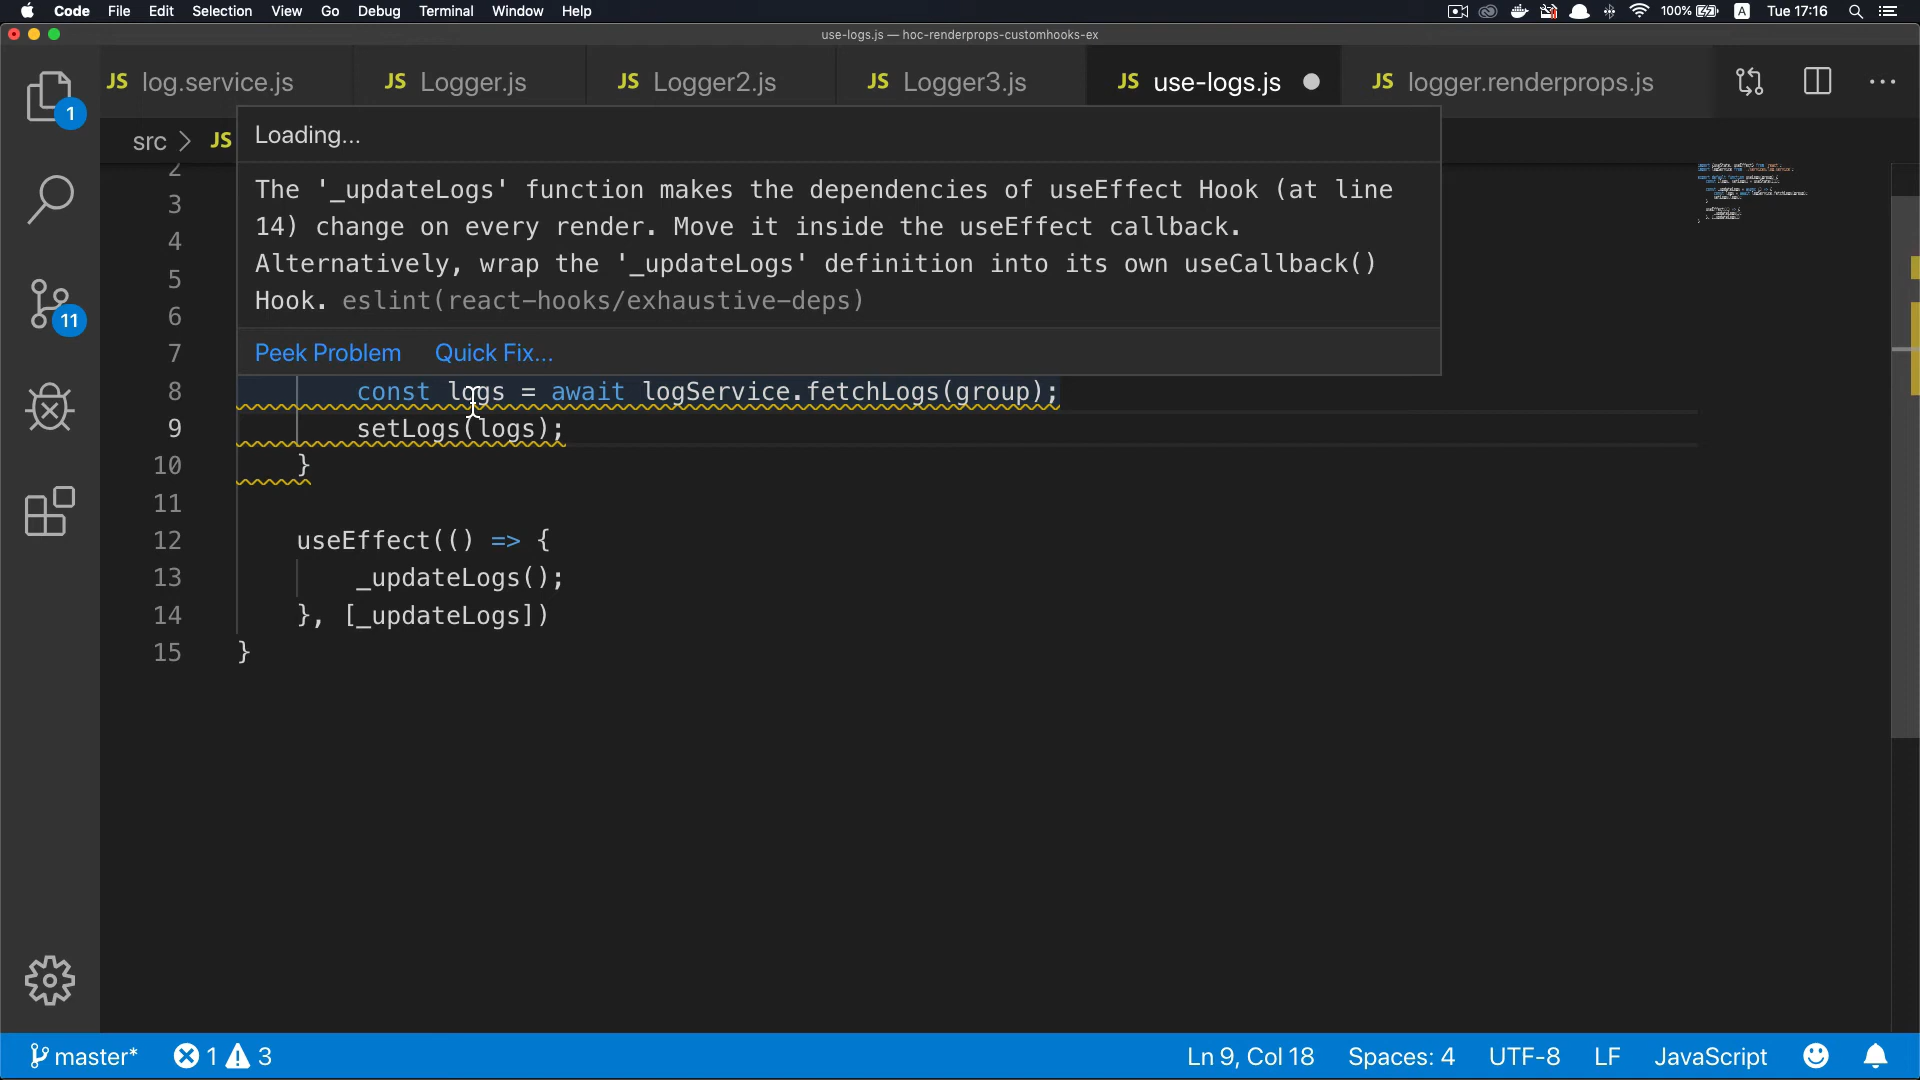 Code File Edit Selection View Go Debug Terminal Window Help 100% A Tue 17:16
use-logs.js — hoc-renderprops-customhooks-ex
JS log.service.js JS Logger.js JS Logger2.js JS Logger3.js JS use-logs.js JS logger.renderprops.js
src JS
Loading...
The '_updateLogs' function makes the dependencies of useEffect Hook (at line
14) change on every render. Move it inside the useEffect callback.
Alternatively, wrap the '_updateLogs' definition into its own useCallback()
Hook. eslint(react-hooks/exhaustive-deps)
Peek Problem Quick Fix...
2
3
4
5
6
7
8 const logs = await logService.fetchLogs(group);
9 setLogs(logs);
10 }
11
12 useEffect(() => {
13 _updateLogs();
14 }, [_updateLogs])
15 }
1
11
master* 1 3 Ln 9, Col 18 Spaces: 4 UTF-8 LF JavaScript